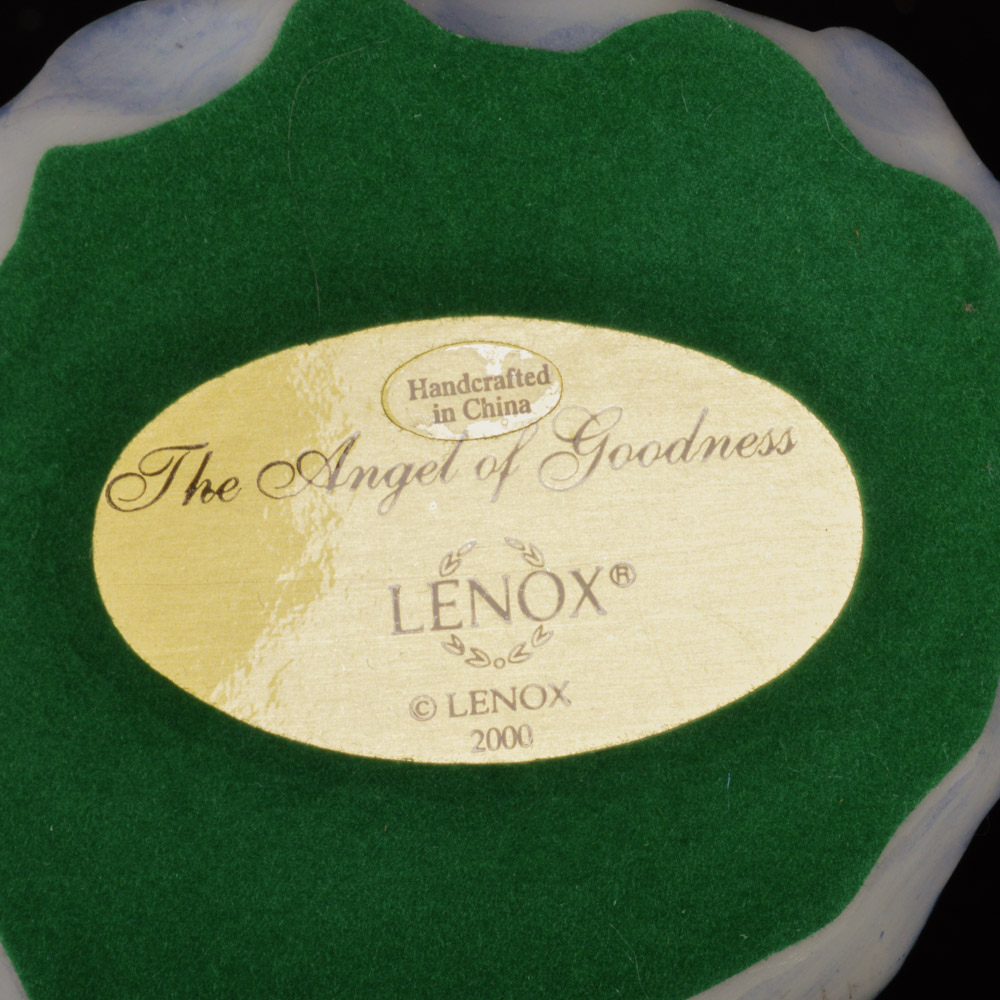 Handcrafted
in China
The Angel of Goodness
LENOX®
© LENOX
2000